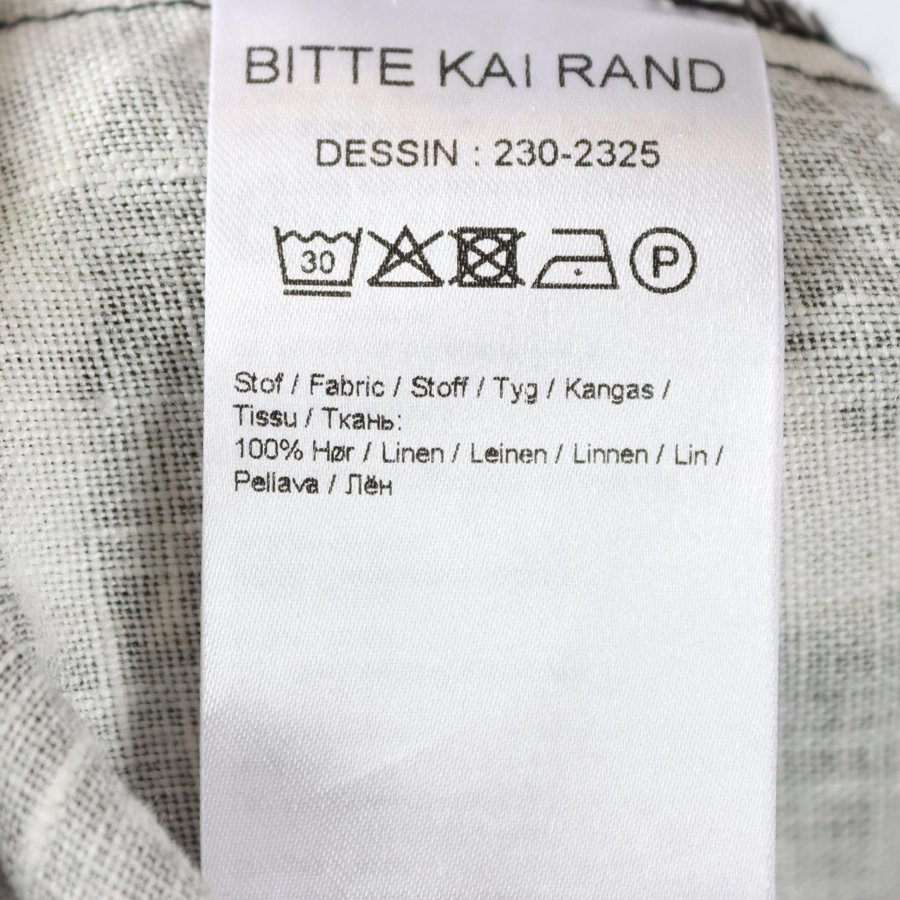 BITTE KAI RAND
DESSIN : 230-2325
30
P
Stof / Fabric / Stoff / Tyg / Kangas /
Tissu / Ткань:
100% Hør / Linen / Leinen / Linnen / Lin /
Pellava / Лён